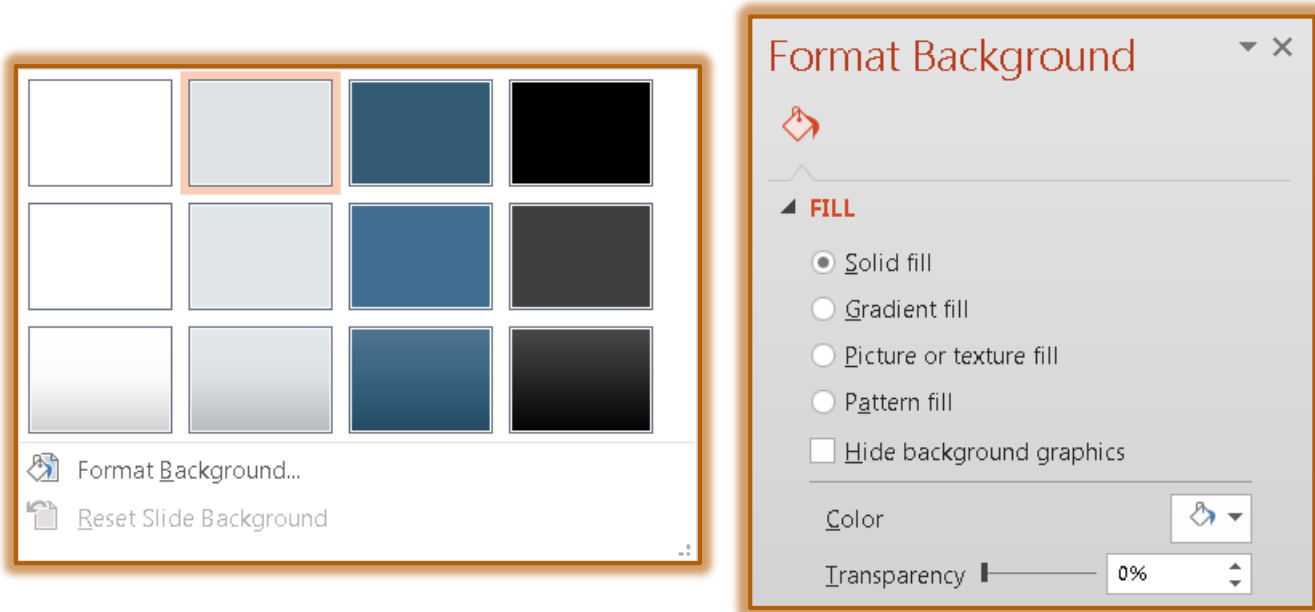 Format Background...
Reset Slide Background
Format Background
FILL
Solid fill
Gradient fill
Picture or texture fill
Pattern fill
Hide background graphics
Color
Transparency 0%